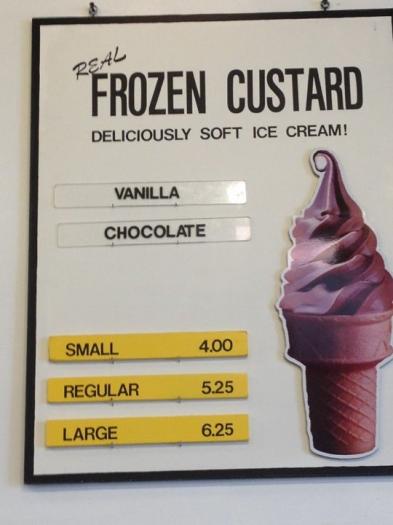 REAL
FROZEN CUSTARD
DELICIOUSLY SOFT ICE CREAM!
VANILLA
CHOCOLATE
SMALL 4.00
REGULAR 5.25
LARGE 6.25